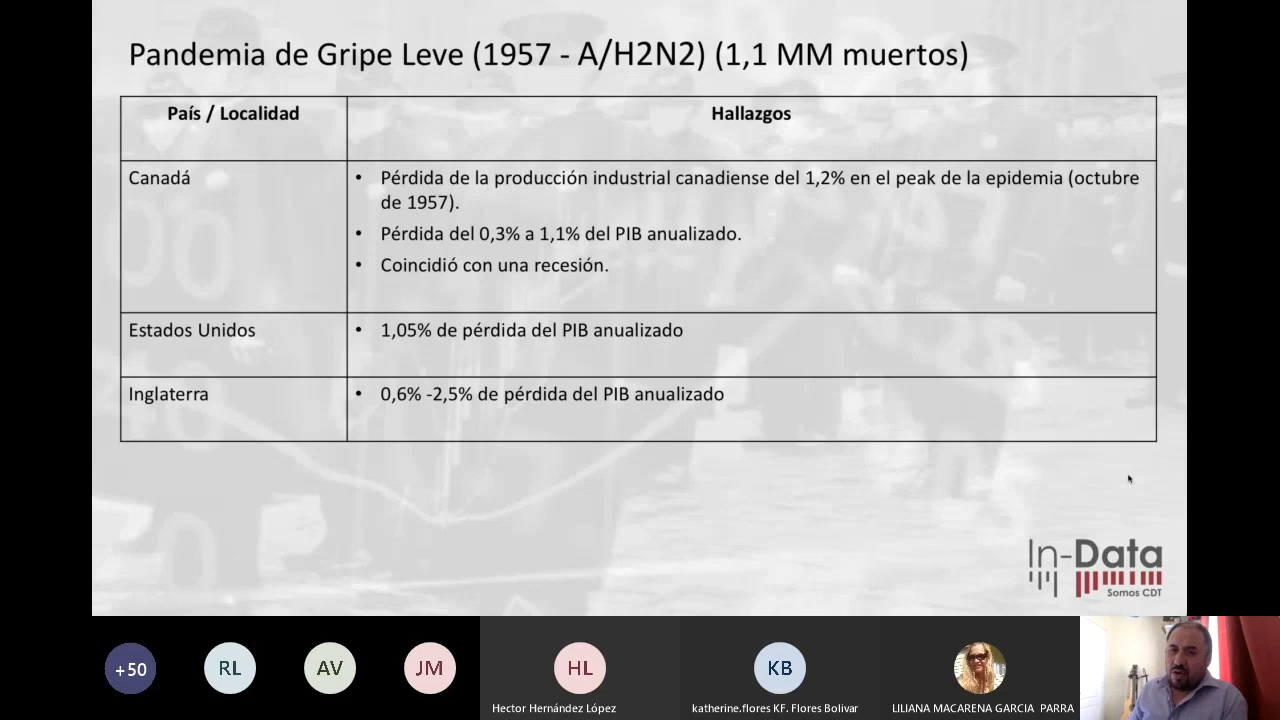 Pandemia de Gripe Leve (1957 - A/H2N2) (1,1 MM muertos)
País / Localidad
Hallazgos
Canadá
• Pérdida de la producción industrial canadiense del 1,2% en el peak de la epidemia (octubre
de 1957).
• Pérdida del 0,3% a 1,1% del PIB anualizado.
• Coincidió con una recesión.
Estados Unidos
• 1,05% de pérdida del PIB anualizado
Inglaterra
• 0,6% -2,5% de pérdida del PIB anualizado
In-Data
Somos CDT
+50
RL
AV
JM
HL
KB
Hector Hernández López
katherine.flores KF. Flores Bolivar
LILIANA MACARENA GARCIA PARRA